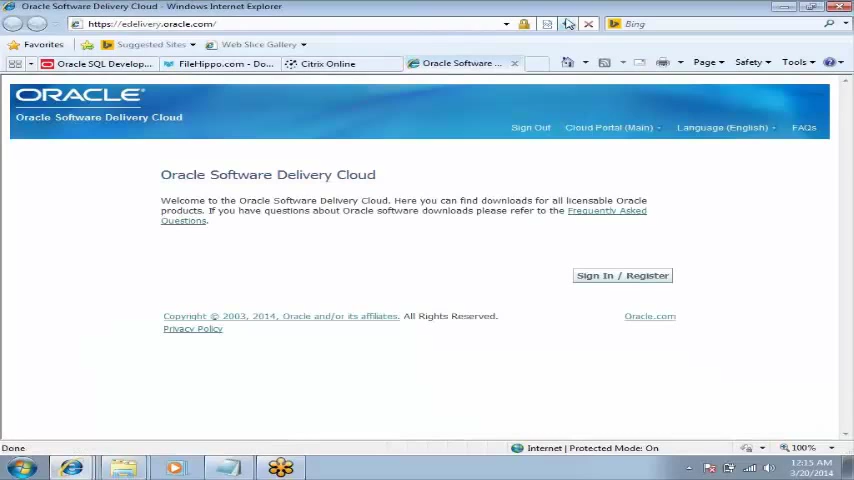 Oracle Software Delivery Cloud - Windows Internet Explorer
https://edelivery.oracle.com/
Bing
Favorites Suggested Sites Web Slice Gallery
Oracle SQL Develop... FileHippo.com - Do... Citrix Online Oracle Software ... Page Safety Tools
ORACLE
Oracle Software Delivery Cloud
Sign Out Cloud Portal (Main) Language (English) FAQs
Oracle Software Delivery Cloud
Welcome to the Oracle Software Delivery Cloud. Here you can find downloads for all licensable Oracle
products. If you have questions about Oracle software downloads please refer to the Frequently Asked
Questions.
Sign In / Register
Copyright © 2003, 2014, Oracle and/or its affiliates. All Rights Reserved. Oracle.com
Privacy Policy
Done Internet | Protected Mode: On 100%
12:15 AM
3/20/2014